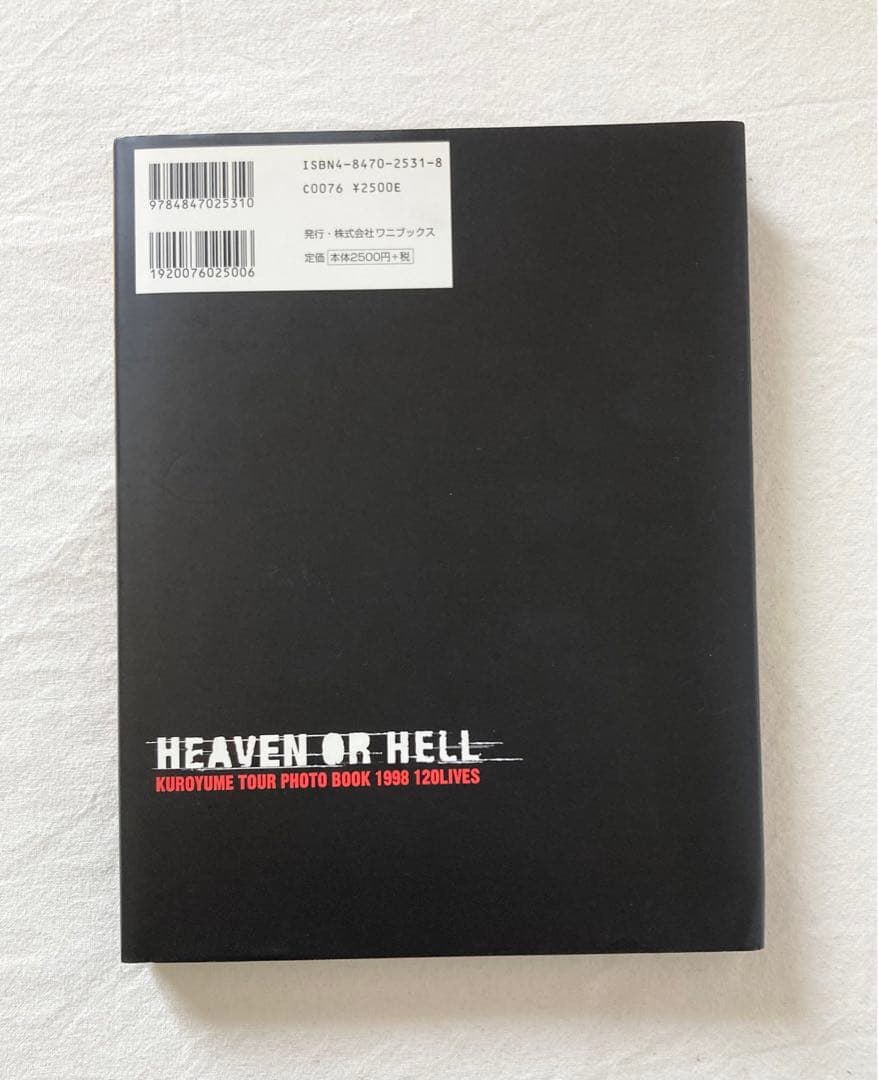 ISBN4-8470-2531-8
C0076 ¥2500E
9784847025310
発行・株式会社ワニブックス
定価 本体2500円+税
1920076025006
HEAVEN OR HELL
KUROYUME TOUR PHOTO BOOK 1998 120LIVES